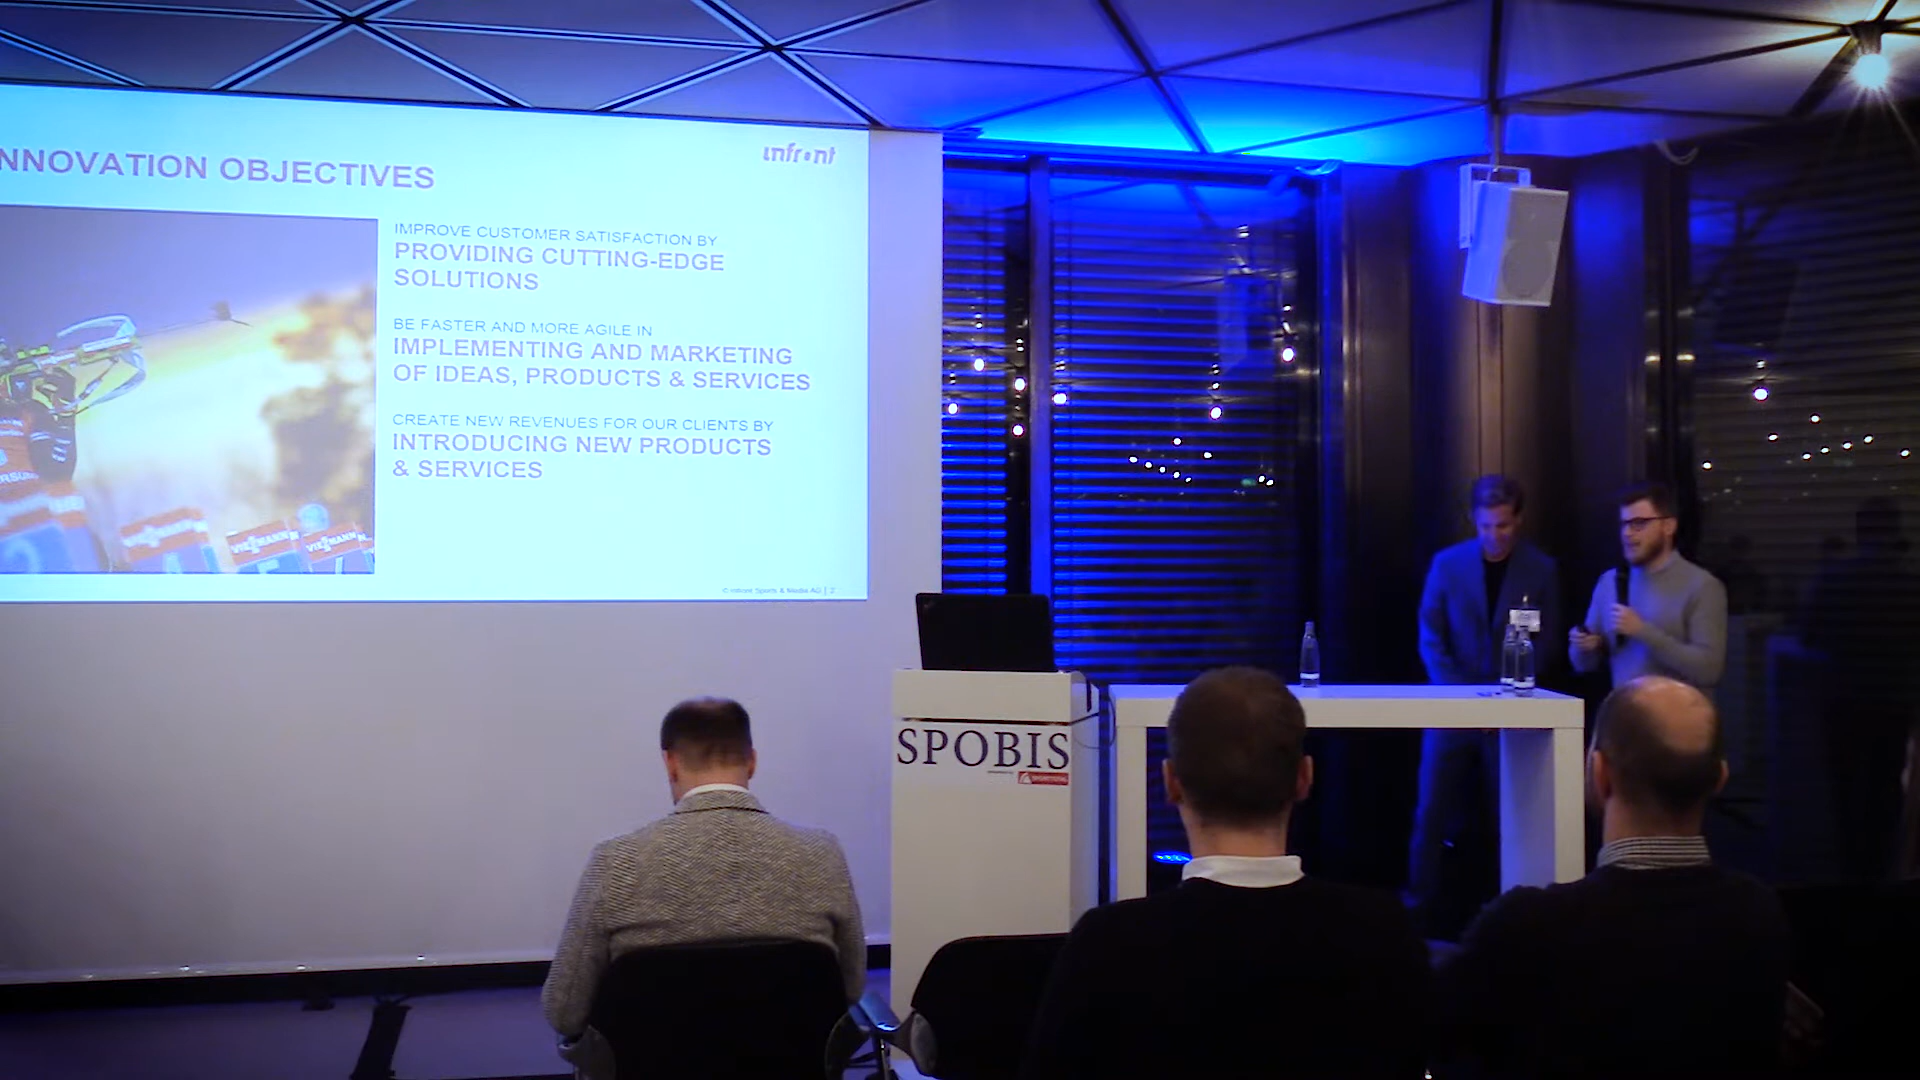 NNOVATION OBJECTIVES
infront
IMPROVE CUSTOMER SATISFACTION BY
PROVIDING CUTTING-EDGE
SOLUTIONS
BE FASTER AND MORE AGILE IN
IMPLEMENTING AND MARKETING
OF IDEAS, PRODUCTS & SERVICES
CREATE NEW REVENUES FOR OUR CLIENTS BY
INTRODUCING NEW PRODUCTS
& SERVICES
VIESMANN
VIESMANN
© Infront Sports & Media AG | 2
SPOBIS